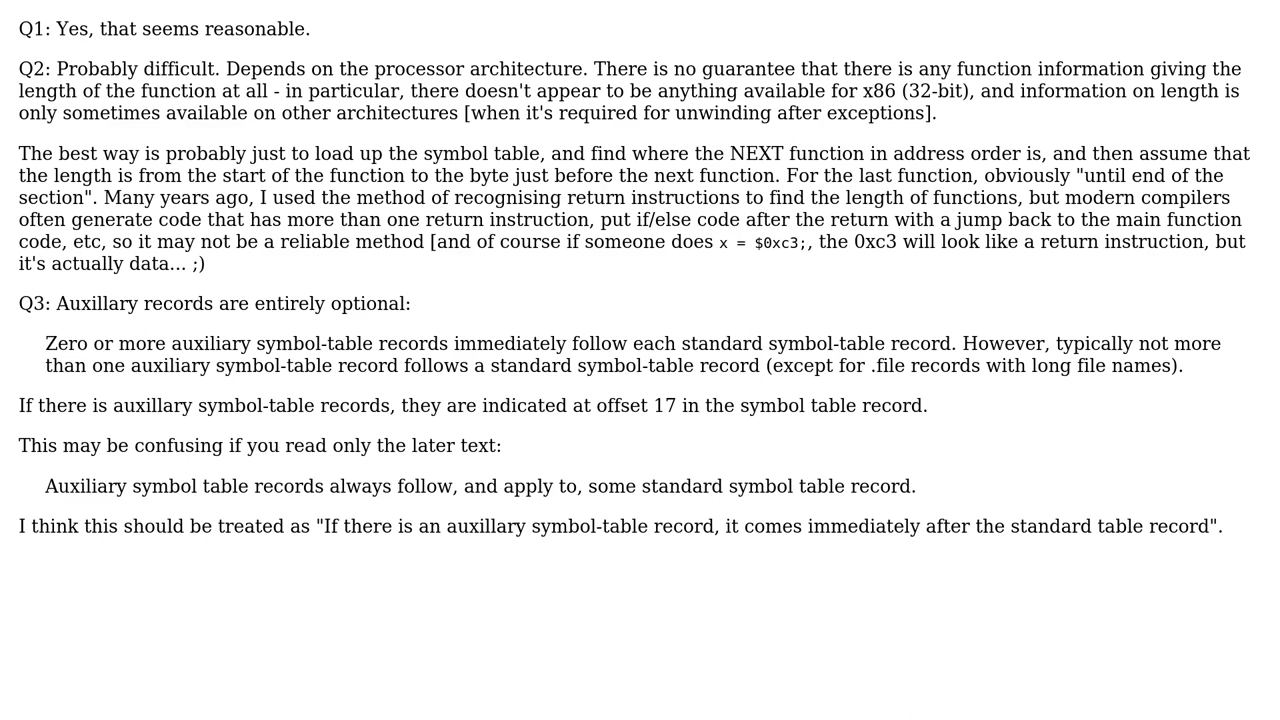 Q1: Yes, that seems reasonable.
Q2: Probably difficult. Depends on the processor architecture. There is no guarantee that there is any function information giving the
length of the function at all - in particular, there doesn't appear to be anything available for x86 (32-bit), and information on length is
only sometimes available on other architectures [when it's required for unwinding after exceptions].
The best way is probably just to load up the symbol table, and find where the NEXT function in address order is, and then assume that
the length is from the start of the function to the byte just before the next function. For the last function, obviously "until end of the
section". Many years ago, I used the method of recognising return instructions to find the length of functions, but modern compilers
often generate code that has more than one return instruction, put if/else code after the return with a jump back to the main function
code, etc, so it may not be a reliable method [and of course if someone does x = $0xc3;, the 0xc3 will look like a return instruction, but
it's actually data... ;)
Q3: Auxillary records are entirely optional:
Zero or more auxiliary symbol-table records immediately follow each standard symbol-table record. However, typically not more
than one auxiliary symbol-table record follows a standard symbol-table record (except for .file records with long file names).
If there is auxillary symbol-table records, they are indicated at offset 17 in the symbol table record.
This may be confusing if you read only the later text:
Auxiliary symbol table records always follow, and apply to, some standard symbol table record.
I think this should be treated as "If there is an auxillary symbol-table record, it comes immediately after the standard table record".